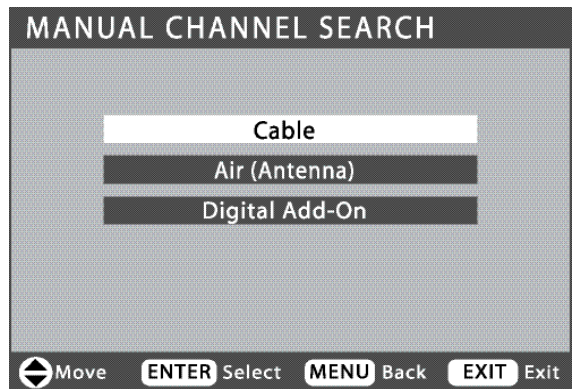 MANUAL CHANNEL SEARCH
Cable
Air (Antenna)
Digital Add-On
Move ENTER Select MENU Back EXIT Exit